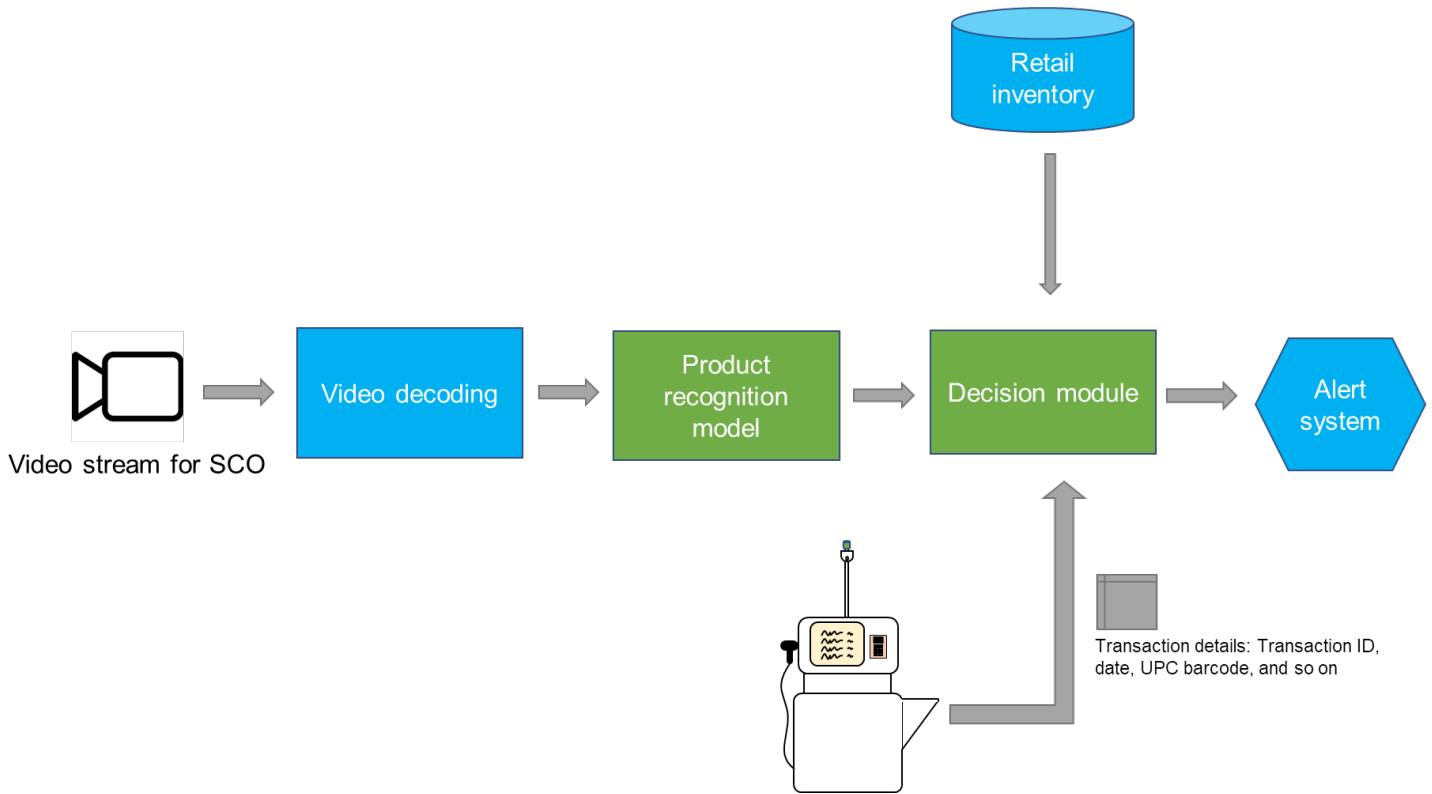 Retail
inventory
Video stream for SCO
Video decoding
Product
recognition
model
Decision module
Alert
system
Transaction details: Transaction ID,
date, UPC barcode, and so on